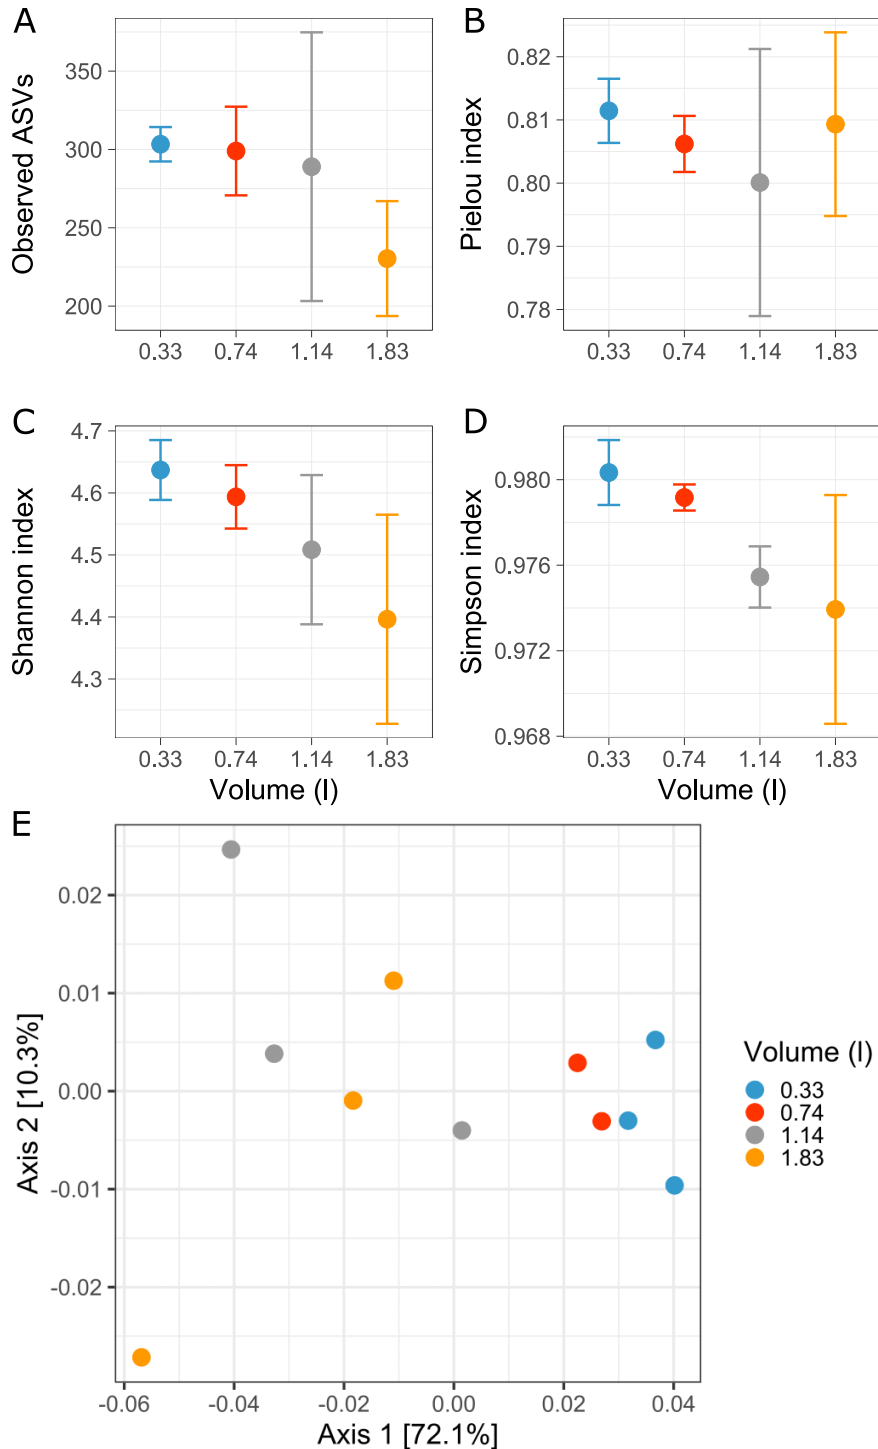 A
Observed ASVs
350
300
250
200
0.33 0.74 1.14 1.83
B
Pielou index
0.82
0.81
0.80
0.79
0.78
0.33 0.74 1.14 1.83
C
Shannon index
4.7
4.6
4.5
4.4
4.3
0.33 0.74 1.14 1.83
Volume (l)
D
Simpson index
0.980
0.976
0.972
0.968
0.33 0.74 1.14 1.83
Volume (l)
E
Axis 2 [10.3%]
0.02
0.01
0.00
-0.01
-0.02
-0.06 -0.04 -0.02 0.00 0.02 0.04
Axis 1 [72.1%]
Volume (l)
0.33
0.74
1.14
1.83